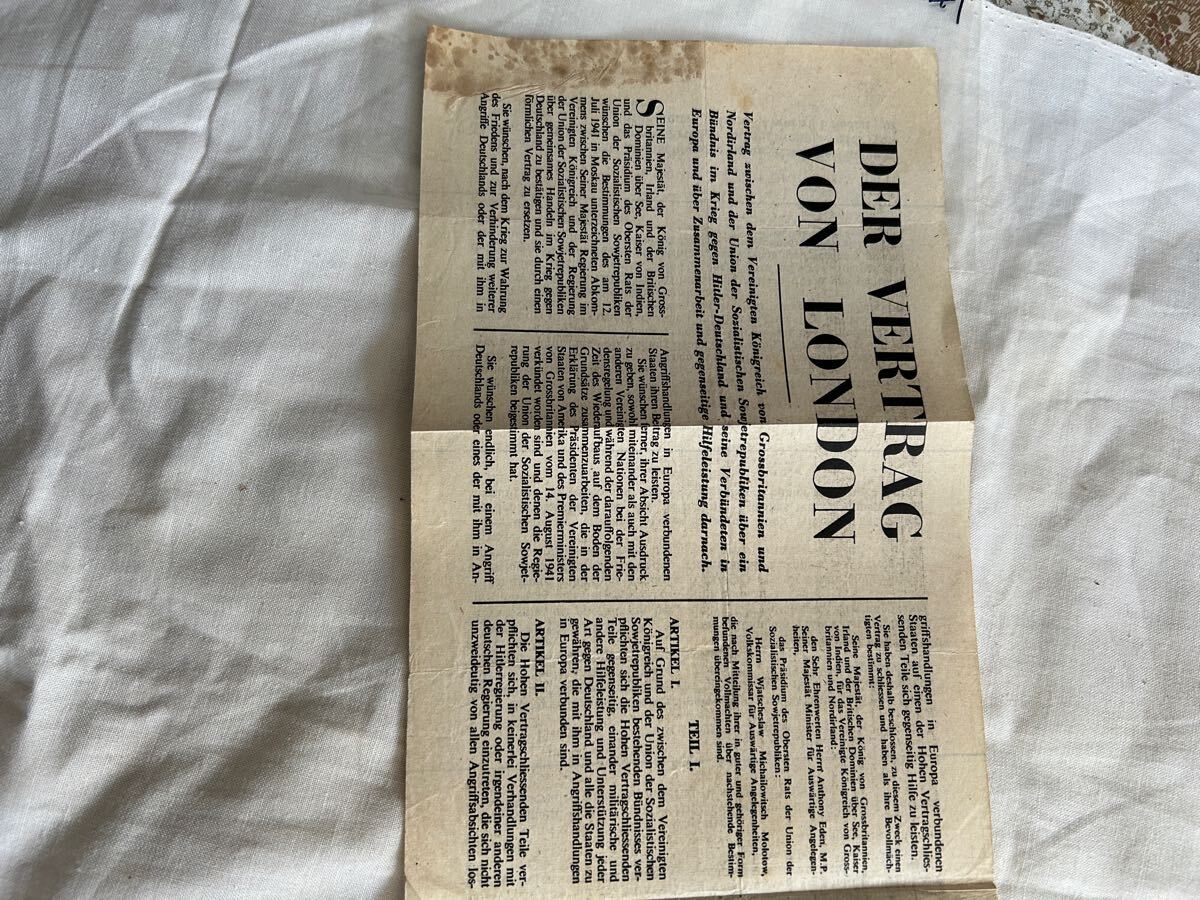 DER VERTRAG
VON LONDON
Vertrag zwischen dem Vereinigten Königreich von Grossbritannien und
Nordirland und der Union der Sozialistischen Sowjetrepubliken über ein
Bündnis im Krieg gegen Hitler-Deutschland und seine Verbündeten in
Europa und über Zusammenarbeit und gegenseitige Hilfeleistung darnach.
SEINE Majestät, der König von Gross-
britannien, Irland und der Britischen
Dominien über See, Kaiser von Indien,
und das Präsidium des Obersten Rats der
Union der Sozialistischen Sowjetrepubliken
wünschen die Bestimmungen des am 12.
Juli 1941 in Moskau unterzeichneten Abkom-
mens zwischen Seiner Majestät Regierung im
Vereinigten Königreich und der Regierung
der Union der Sozialistischen Sowjetrepubliken
über gemeinsames Handeln im Krieg gegen
Deutschland zu bestätigen und sie durch einen
förmlichen Vertrag zu ersetzen.
Sie wünschen, nach dem Krieg zur Wahrung
des Friedens und zur Verhinderung weiterer
Angriffe Deutschlands oder der mit ihm in
Angriffshandlungen in Europa verbundenen
Staaten ihren Beitrag zu leisten.
Sie wünschen ferner, ihrer Absicht Ausdruck
zu geben, sowohl miteinander als auch mit den
anderen Vereinigten Nationen bei der Frie-
densregelung und während der darauffolgenden
Zeit des Wiederaufbaus auf dem Boden der
Grundsätze zusammenzuarbeiten, die in der
Erklärung des Präsidenten der Vereinigten
Staaten von Amerika und des Premierministers
von Grossbritannien vom 14. August 1941
verkündet worden sind und denen die Regie-
rung der Union der Sozialistischen Sowjet-
republiken beigestimmt hat.
Sie wünschen endlich, bei einem Angriff
Deutschlands oder eines der mit ihm in An-
griffshandlungen in Europa verbundenen
Staaten auf einen der Hohen Vertragschlies-
senden Teile sich gegenseitig Hilfe zu leisten.
Sie haben deshalb beschlossen, zu diesem Zweck einen
Vertrag zu schliessen und haben als ihre Bevollmäch-
tigten bestimmt:
Seine Majestät, der König von Grossbritannien,
Irland und der Britischen Dominien über See, Kaiser
von Indien für das Vereinigte Königreich von Gross-
britannien und Nordirland:
den Sehr Ehrenwerten Herrn Anthony Eden, M.P.
Seiner Majestät Minister für Auswärtige Angelegen-
heiten,
das Präsidium des Obersten Rats der Union der
Sozialistischen Sowjetrepubliken:
Herrn Wjatscheslaw Michailowitsch Molotow,
Volkskommissar für Auswärtige Angelegenheiten,
die nach Mitteilung ihrer in guter und gehöriger Form
befundenen Vollmachten über nachstehende Bestim-
mungen übereingekommen sind.
TEIL I.
ARTIKEL I.
Auf Grund des zwischen dem Vereinigten
Königreich und der Union der Sozialistischen
Sowjetrepubliken bestehenden Bündnisses ver-
pflichten sich die Hohen Vertragschliessenden
Teile gegenseitig, einander militärische und
andere Hilfeleistung und Unterstützung jeder
Art gegen Deutschland und alle die Staaten zu
gewähren, die mit ihm in Angriffshandlungen
in Europa verbunden sind.
ARTIKEL II.
Die Hohen Vertragschliessenden Teile ver-
pflichten sich, in keinerlei Verhandlungen mit
der Hitlerregierung oder irgendeiner anderen
deutschen Regierung einzutreten, die sich nicht
unzweideutig von allen Angriffsabsichten los-